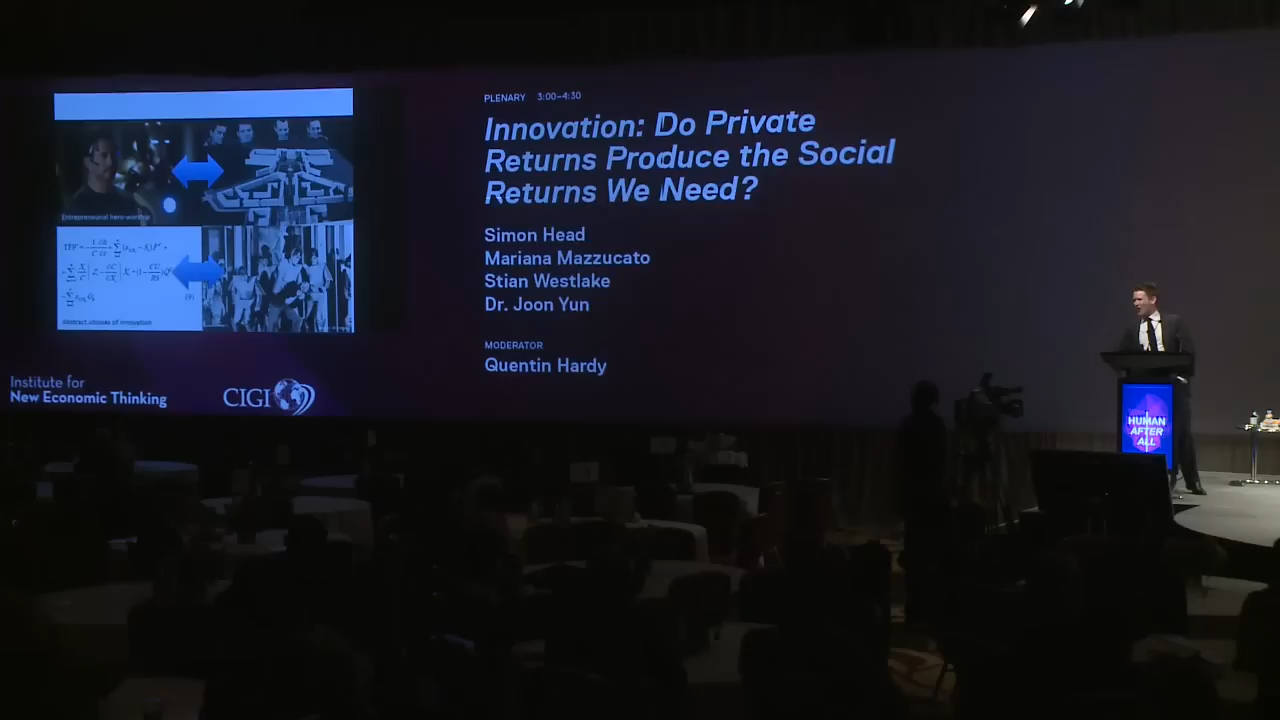 PLENARY 3:00–4:30
Innovation: Do Private
Returns Produce the Social
Returns We Need?
Simon Head
Mariana Mazzucato
Stian Westlake
Dr. Joon Yun
MODERATOR
Quentin Hardy
Entrepreneurial hero-worship
abstract utopias of innovation
Institute for
New Economic Thinking
CIGI
HUMAN
AFTER
ALL